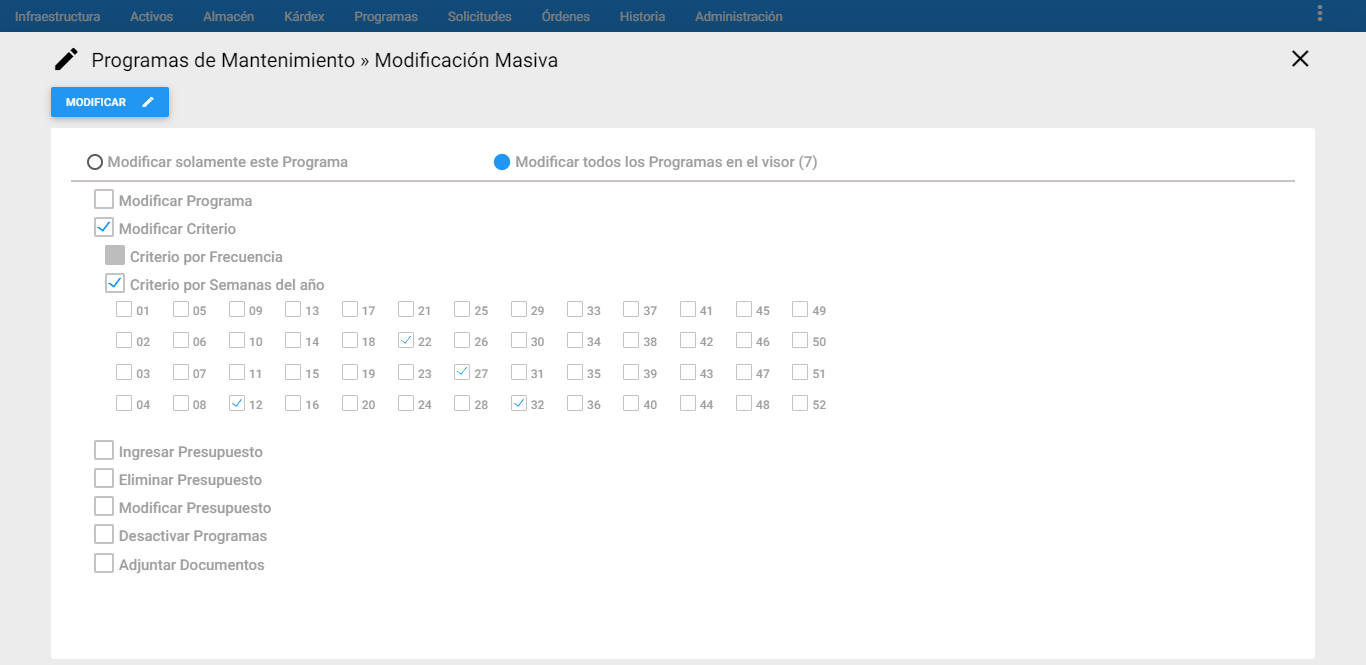 Infraestructura Activos Almacén Kárdex Programas Solicitudes Órdenes Historia Administración
Programas de Mantenimiento » Modificación Masiva
MODIFICAR
Modificar solamente este Programa Modificar todos los Programas en el visor (7)
Modificar Programa
Modificar Criterio
Criterio por Frecuencia
Criterio por Semanas del año
01 05 09 13 17 21 25 29 33 37 41 45 49
02 06 10 14 18 22 26 30 34 38 42 46 50
03 07 11 15 19 23 27 31 35 39 43 47 51
04 08 12 16 20 24 28 32 36 40 44 48 52
Ingresar Presupuesto
Eliminar Presupuesto
Modificar Presupuesto
Desactivar Programas
Adjuntar Documentos